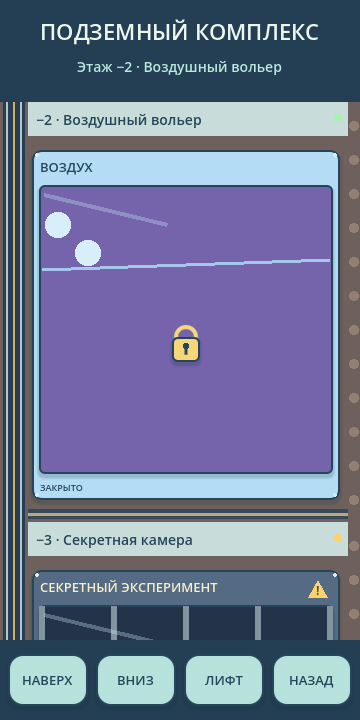 ПОДЗЕМНЫЙ КОМПЛЕКС
Этаж −2 · Воздушный вольер
−2 · Воздушный вольер
ВОЗДУХ
ЗАКРЫТО
−3 · Секретная камера
СЕКРЕТНЫЙ ЭКСПЕРИМЕНТ
НАВЕРХ ВНИЗ ЛИФТ НАЗАД